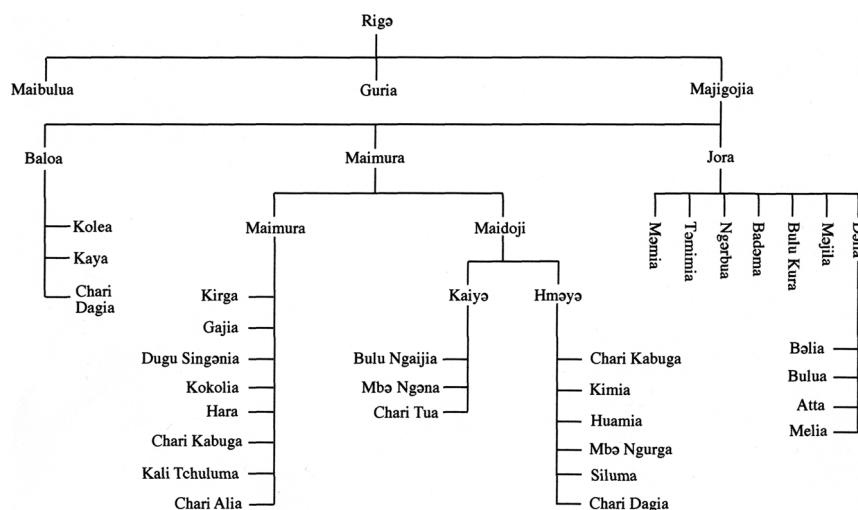 Rigə
Maibulua
Guria
Majigojia
Baloa
Maimura
Jora
Kolea
Kaya
Chari
Dagia
Maimura
Maidoji
Məmia
Təmimia
Ngərbua
Badəma
Bulu Kura
Məjila
Kirga
Gajia
Dugu Singənia
Kokolia
Hara
Chari Kabuga
Kali Tchuluma
Chari Alia
Kaiyə
Hməyə
Bulu Ngaijia
Mbə Ngəna
Chari Tua
Chari Kabuga
Kimia
Huamia
Mbə Ngurga
Siluma
Chari Dagia
Bəlia
Bulua
Atta
Melia